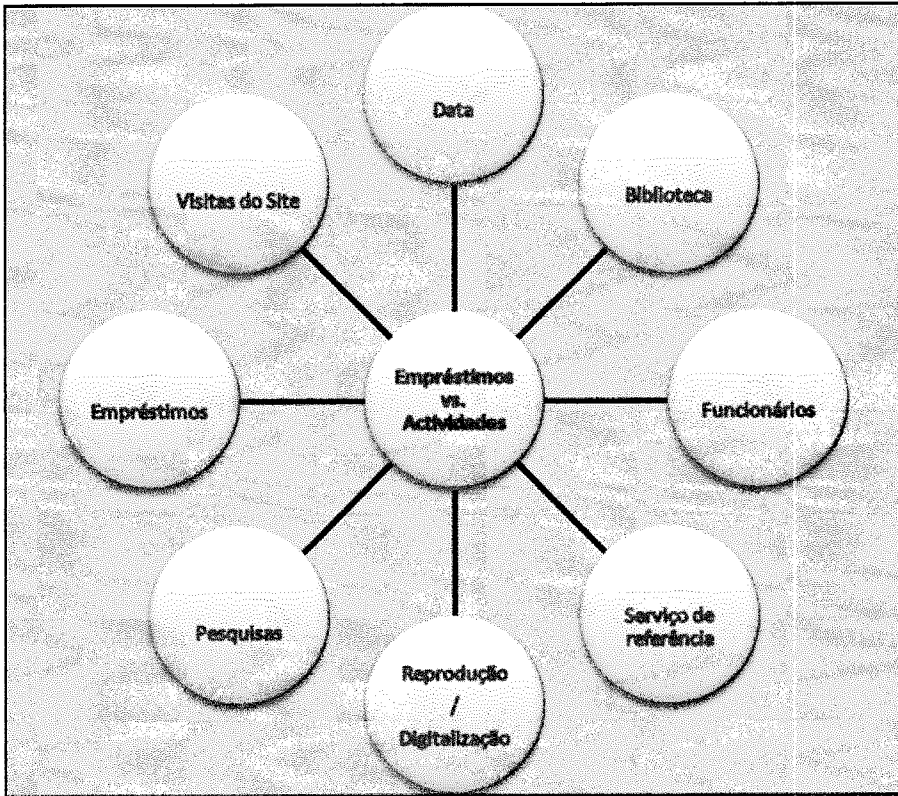 Data
Visitas do Site
Biblioteca
Empréstimos
Empréstimos
vs.
Actividades
Funcionários
Pesquisas
Serviço de
referência
Reprodução
/
Digitalização